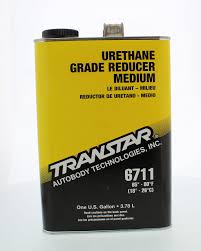 URETHANE
GRADE REDUCER
MEDIUM
LE DILUANT - MILIEU
REDUCTOR DE URETANO - MEDIO
TRANSTAR
AUTOBODY TECHNOLOGIES, INC.
6711
65° - 80°F
(18° - 26°C)
One U.S. Gallon • 3.78 L